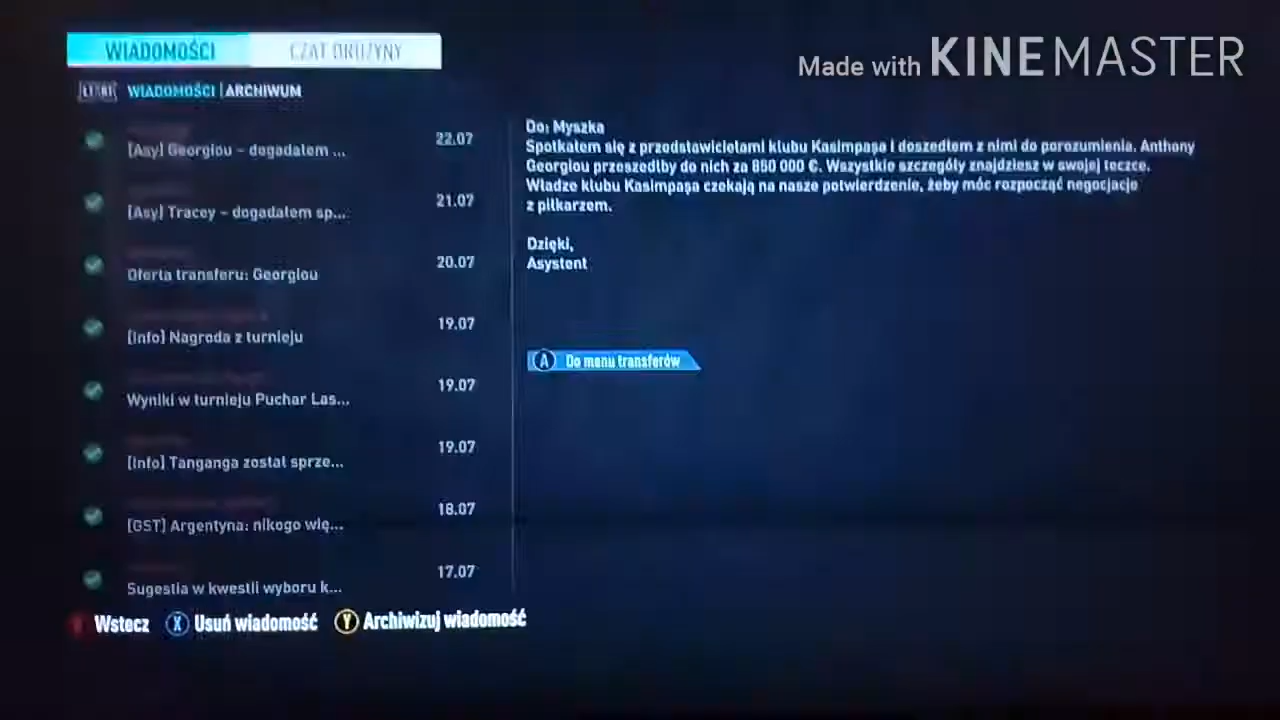 WIADOMOŚCI
CZAT DRUŻYNY
Made with KINEMASTER
WIADOMOŚCI | ARCHIWUM
[Asy] Georgiou – dogadałem ...
22.07
[Asy] Tracey – dogadałem sp...
21.07
Oferta transferu: Georgiou
20.07
[Info] Nagroda z turnieju
19.07
Wyniki w turnieju Puchar Las...
19.07
[Info] Tanganga został sprze...
19.07
[GST] Argentyna: nikogo wię...
18.07
Sugestia w kwestii wyboru k...
17.07
Do: Myszka
Spotkałem się z przedstawicielami klubu Kasimpaşa i doszedłem z nimi do porozumienia. Anthony
Georgiou przeszedłby do nich za 850 000 €. Wszystkie szczegóły znajdziesz w swojej teczce.
Władze klubu Kasimpaşa czekają na nasze potwierdzenie, żeby móc rozpocząć negocjacje
z piłkarzem.
Dzięki,
Asystent
A Do menu transferów
Wstecz X Usuń wiadomość Y Archiwizuj wiadomość